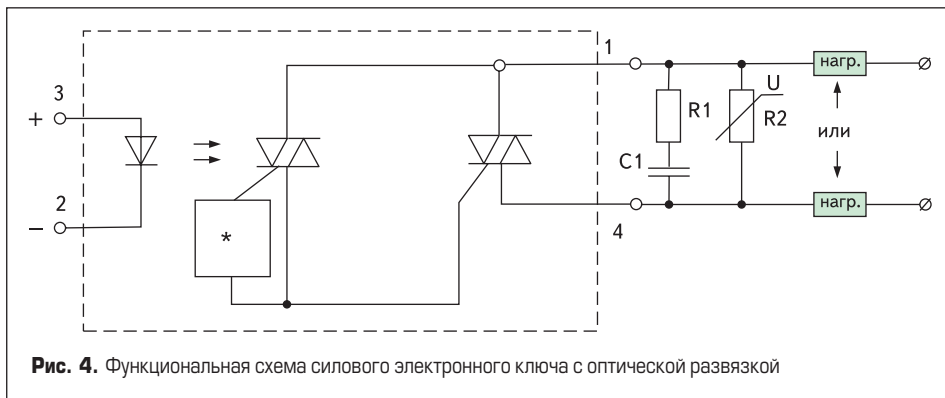 1
3
+
2
−
*
4
R1
C1
U
R2
нагр.
или
нагр.
Рис. 4. Функциональная схема силового электронного ключа с оптической развязкой